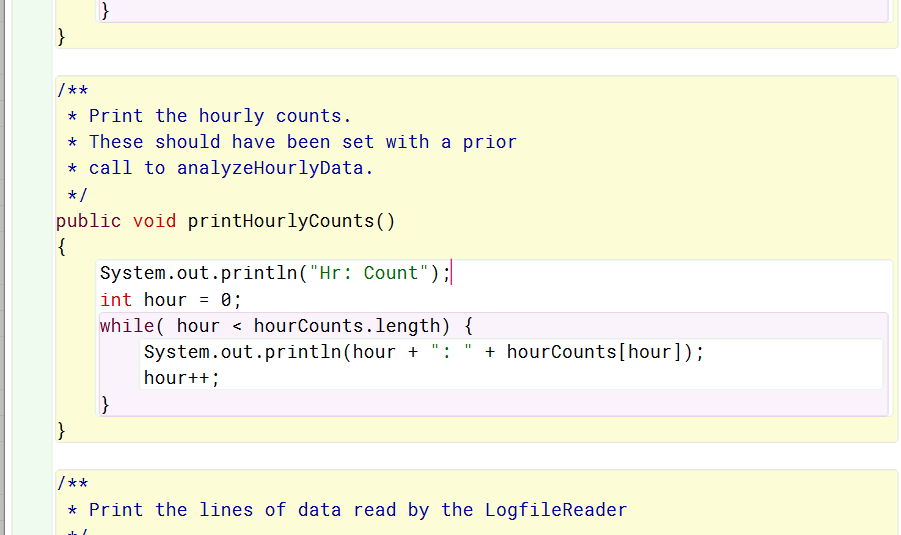 }
}
/**
* Print the hourly counts.
* These should have been set with a prior
* call to analyzeHourlyData.
*/
public void printHourlyCounts()
{
System.out.println("Hr: Count");
int hour = 0;
while( hour < hourCounts.length) {
System.out.println(hour + ": " + hourCounts[hour]);
hour++;
}
}
/**
* Print the lines of data read by the LogfileReader
*/